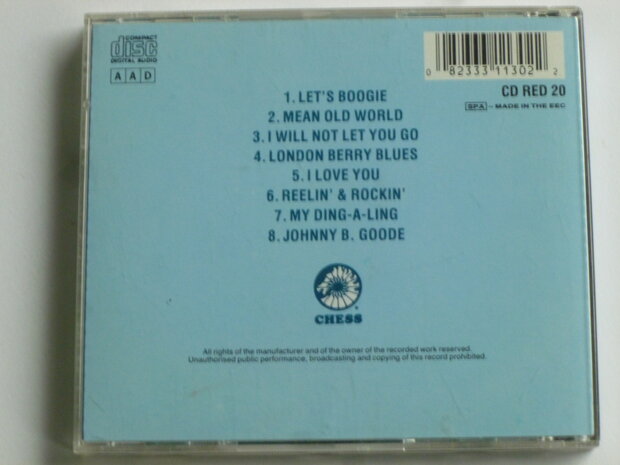 COMPACT
disc
DIGITAL AUDIO
A A D
0 82333 11302 2
CD RED 20
SPA - MADE IN THE EEC
1. LET'S BOOGIE
2. MEAN OLD WORLD
3. I WILL NOT LET YOU GO
4. LONDON BERRY BLUES
5. I LOVE YOU
6. REELIN' & ROCKIN'
7. MY DING-A-LING
8. JOHNNY B. GOODE
CHESS
All rights of the manufacturer and of the owner of the recorded work reserved.
Unauthorised public performance, broadcasting and copying of this record prohibited.